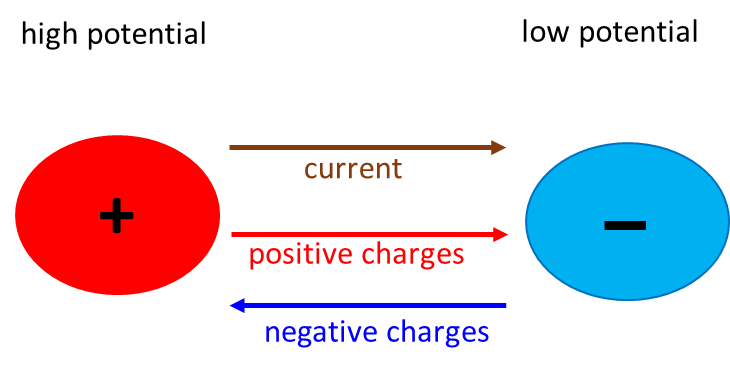 high potential
low potential
current
+
–
positive charges
negative charges